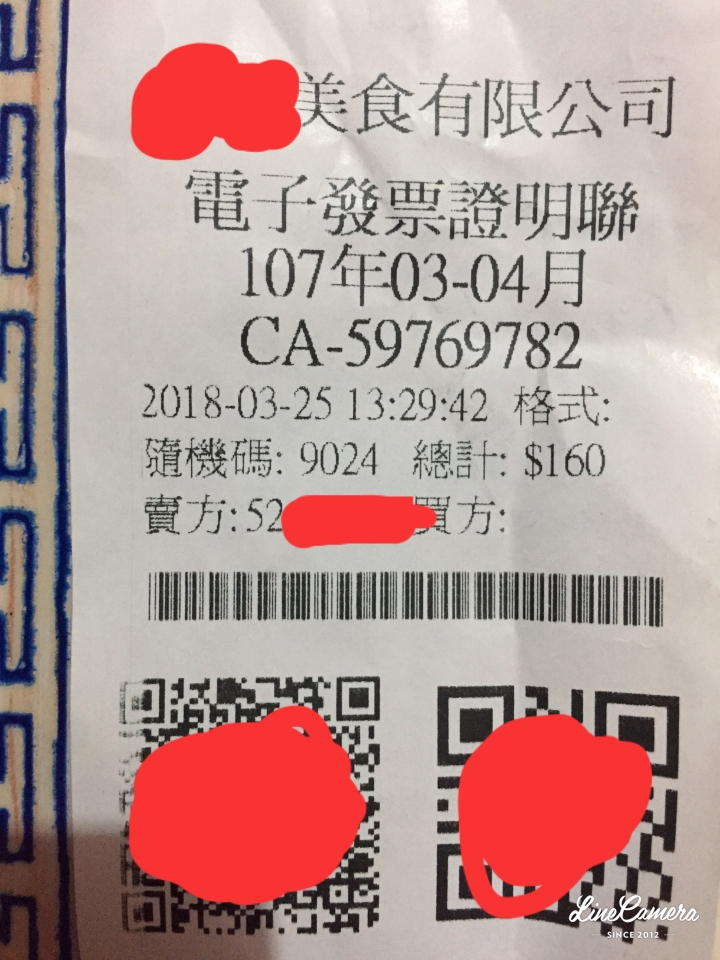 美食有限公司
電子發票證明聯
107年03-04月
CA-59769782
2018-03-25 13:29:42 格式:
隨機碼: 9024 總計: $160
賣方: 52 買方:
LineCamera
SINCE 2012